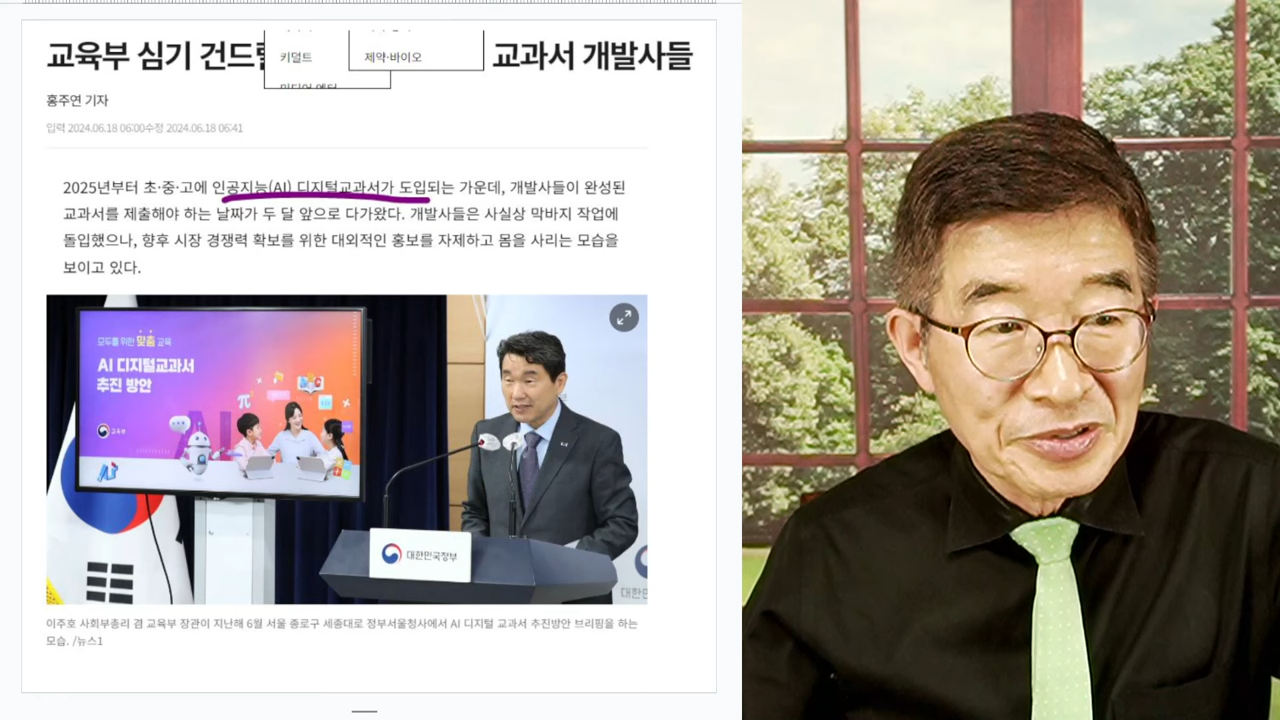 교육부 심기 건드릴
키덜트
제약·바이오
교과서 개발사들
홍주연 기자
입력 2024.06.18 06:00수정 2024.06.18 06:41
2025년부터 초·중·고에 인공지능(AI) 디지털교과서가 도입되는 가운데, 개발사들이 완성된
교과서를 제출해야 하는 날짜가 두 달 앞으로 다가왔다. 개발사들은 사실상 막바지 작업에
돌입했으나, 향후 시장 경쟁력 확보를 위한 대외적인 홍보를 자제하고 몸을 사리는 모습을
보이고 있다.
모두를 위한 맞춤 교육
AI 디지털교과서
추진 방안
교육부
π
AI
대한민국정부
이주호 사회부총리 겸 교육부 장관이 지난해 6월 서울 종로구 세종대로 정부서울청사에서 AI 디지털 교과서 추진방안 브리핑을 하는
모습. /뉴스1